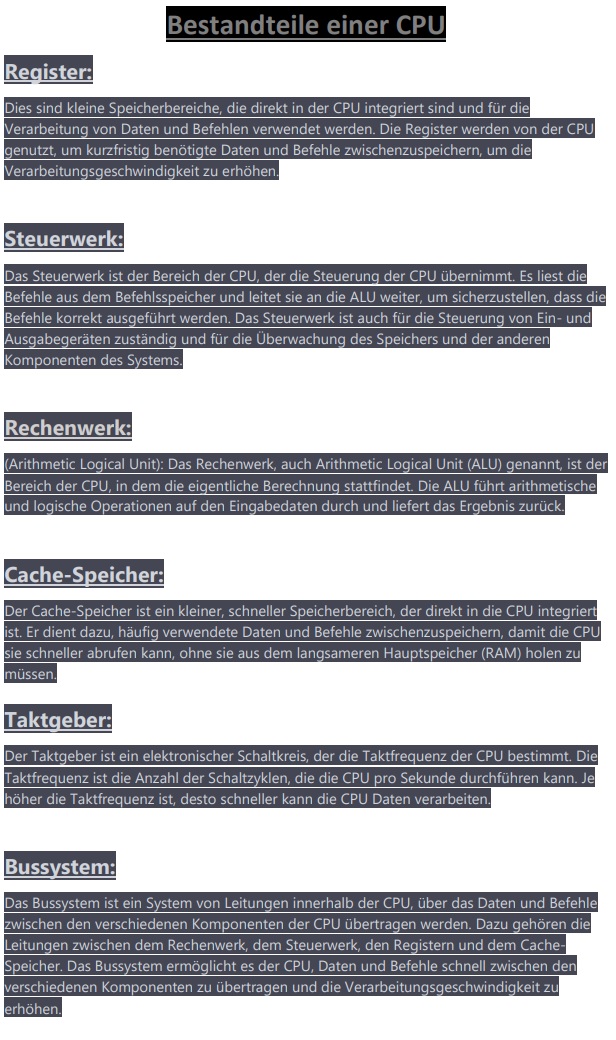 Bestandteile einer CPU
Register:
Dies sind kleine Speicherbereiche, die direkt in der CPU integriert sind und für die
Verarbeitung von Daten und Befehlen verwendet werden. Die Register werden von der CPU
genutzt, um kurzfristig benötigte Daten und Befehle zwischenzuspeichern, um die
Verarbeitungsgeschwindigkeit zu erhöhen.
Steuerwerk:
Das Steuerwerk ist der Bereich der CPU, der die Steuerung der CPU übernimmt. Es liest die
Befehle aus dem Befehlsspeicher und leitet sie an die ALU weiter, um sicherzustellen, dass die
Befehle korrekt ausgeführt werden. Das Steuerwerk ist auch für die Steuerung von Ein- und
Ausgabegeräten zuständig und für die Überwachung des Speichers und der anderen
Komponenten des Systems.
Rechenwerk:
(Arithmetic Logical Unit): Das Rechenwerk, auch Arithmetic Logical Unit (ALU) genannt, ist der
Bereich der CPU, in dem die eigentliche Berechnung stattfindet. Die ALU führt arithmetische
und logische Operationen auf den Eingabedaten durch und liefert das Ergebnis zurück.
Cache-Speicher:
Der Cache-Speicher ist ein kleiner, schneller Speicherbereich, der direkt in die CPU integriert
ist. Er dient dazu, häufig verwendete Daten und Befehle zwischenzuspeichern, damit die CPU
sie schneller abrufen kann, ohne sie aus dem langsameren Hauptspeicher (RAM) holen zu
müssen.
Taktgeber:
Der Taktgeber ist ein elektronischer Schaltkreis, der die Taktfrequenz der CPU bestimmt. Die
Taktfrequenz ist die Anzahl der Schaltzyklen, die die CPU pro Sekunde durchführen kann. Je
höher die Taktfrequenz ist, desto schneller kann die CPU Daten verarbeiten.
Bussystem:
Das Bussystem ist ein System von Leitungen innerhalb der CPU, über das Daten und Befehle
zwischen den verschiedenen Komponenten der CPU übertragen werden. Dazu gehören die
Leitungen zwischen dem Rechenwerk, dem Steuerwerk, den Registern und dem Cache-
Speicher. Das Bussystem ermöglicht es der CPU, Daten und Befehle schnell zwischen den
verschiedenen Komponenten zu übertragen und die Verarbeitungsgeschwindigkeit zu
erhöhen.